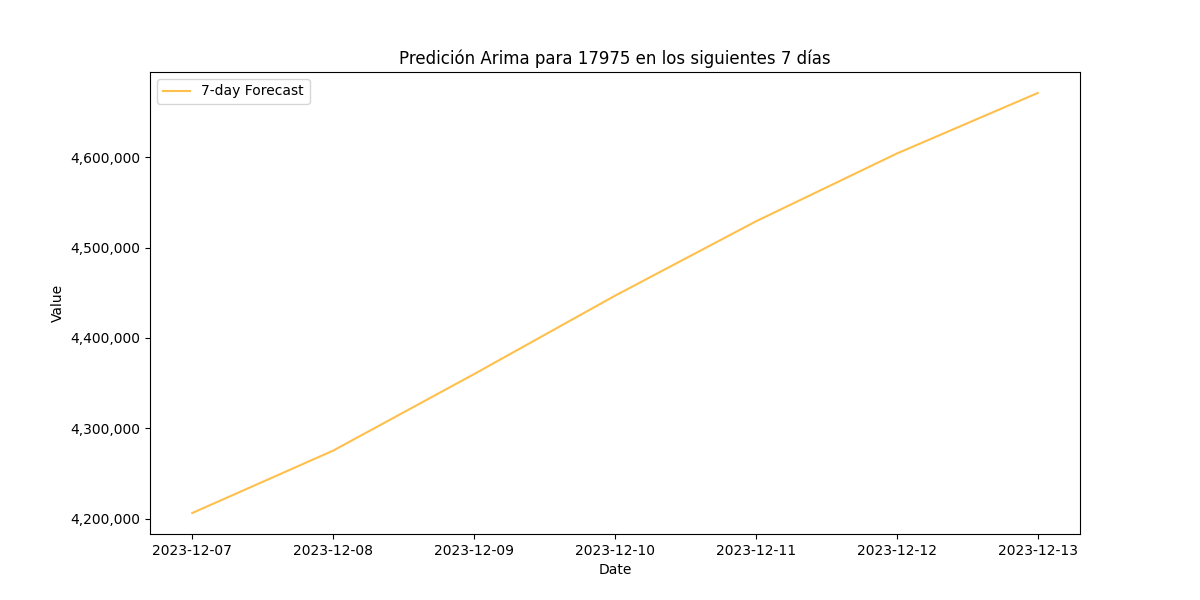 Predición Arima para 17975 en los siguientes 7 días
7-day Forecast
4,600,000
4,500,000
4,400,000
4,300,000
4,200,000
Value
2023-12-07 2023-12-08 2023-12-09 2023-12-10 2023-12-11 2023-12-12 2023-12-13
Date